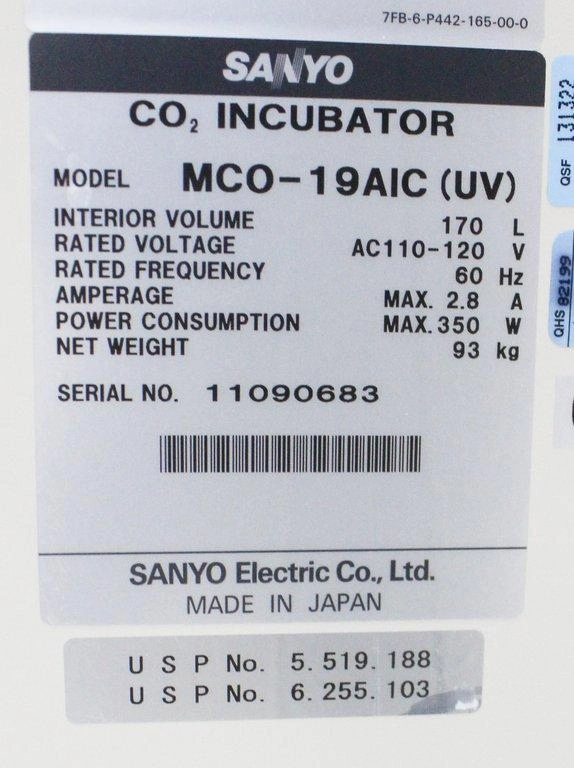 7FB-6-P442-165-00-0
SANYO
CO₂ INCUBATOR
MODEL MCO-19AIC (UV)
INTERIOR VOLUME 170 L
RATED VOLTAGE AC110-120 V
RATED FREQUENCY 60 Hz
AMPERAGE MAX. 2.8 A
POWER CONSUMPTION MAX. 350 W
NET WEIGHT 93 kg
SERIAL NO. 11090683
SANYO Electric Co., Ltd.
MADE IN JAPAN
U S P No. 5. 519. 188
U S P No. 6. 255. 103
QSF 131322
QHS 82199